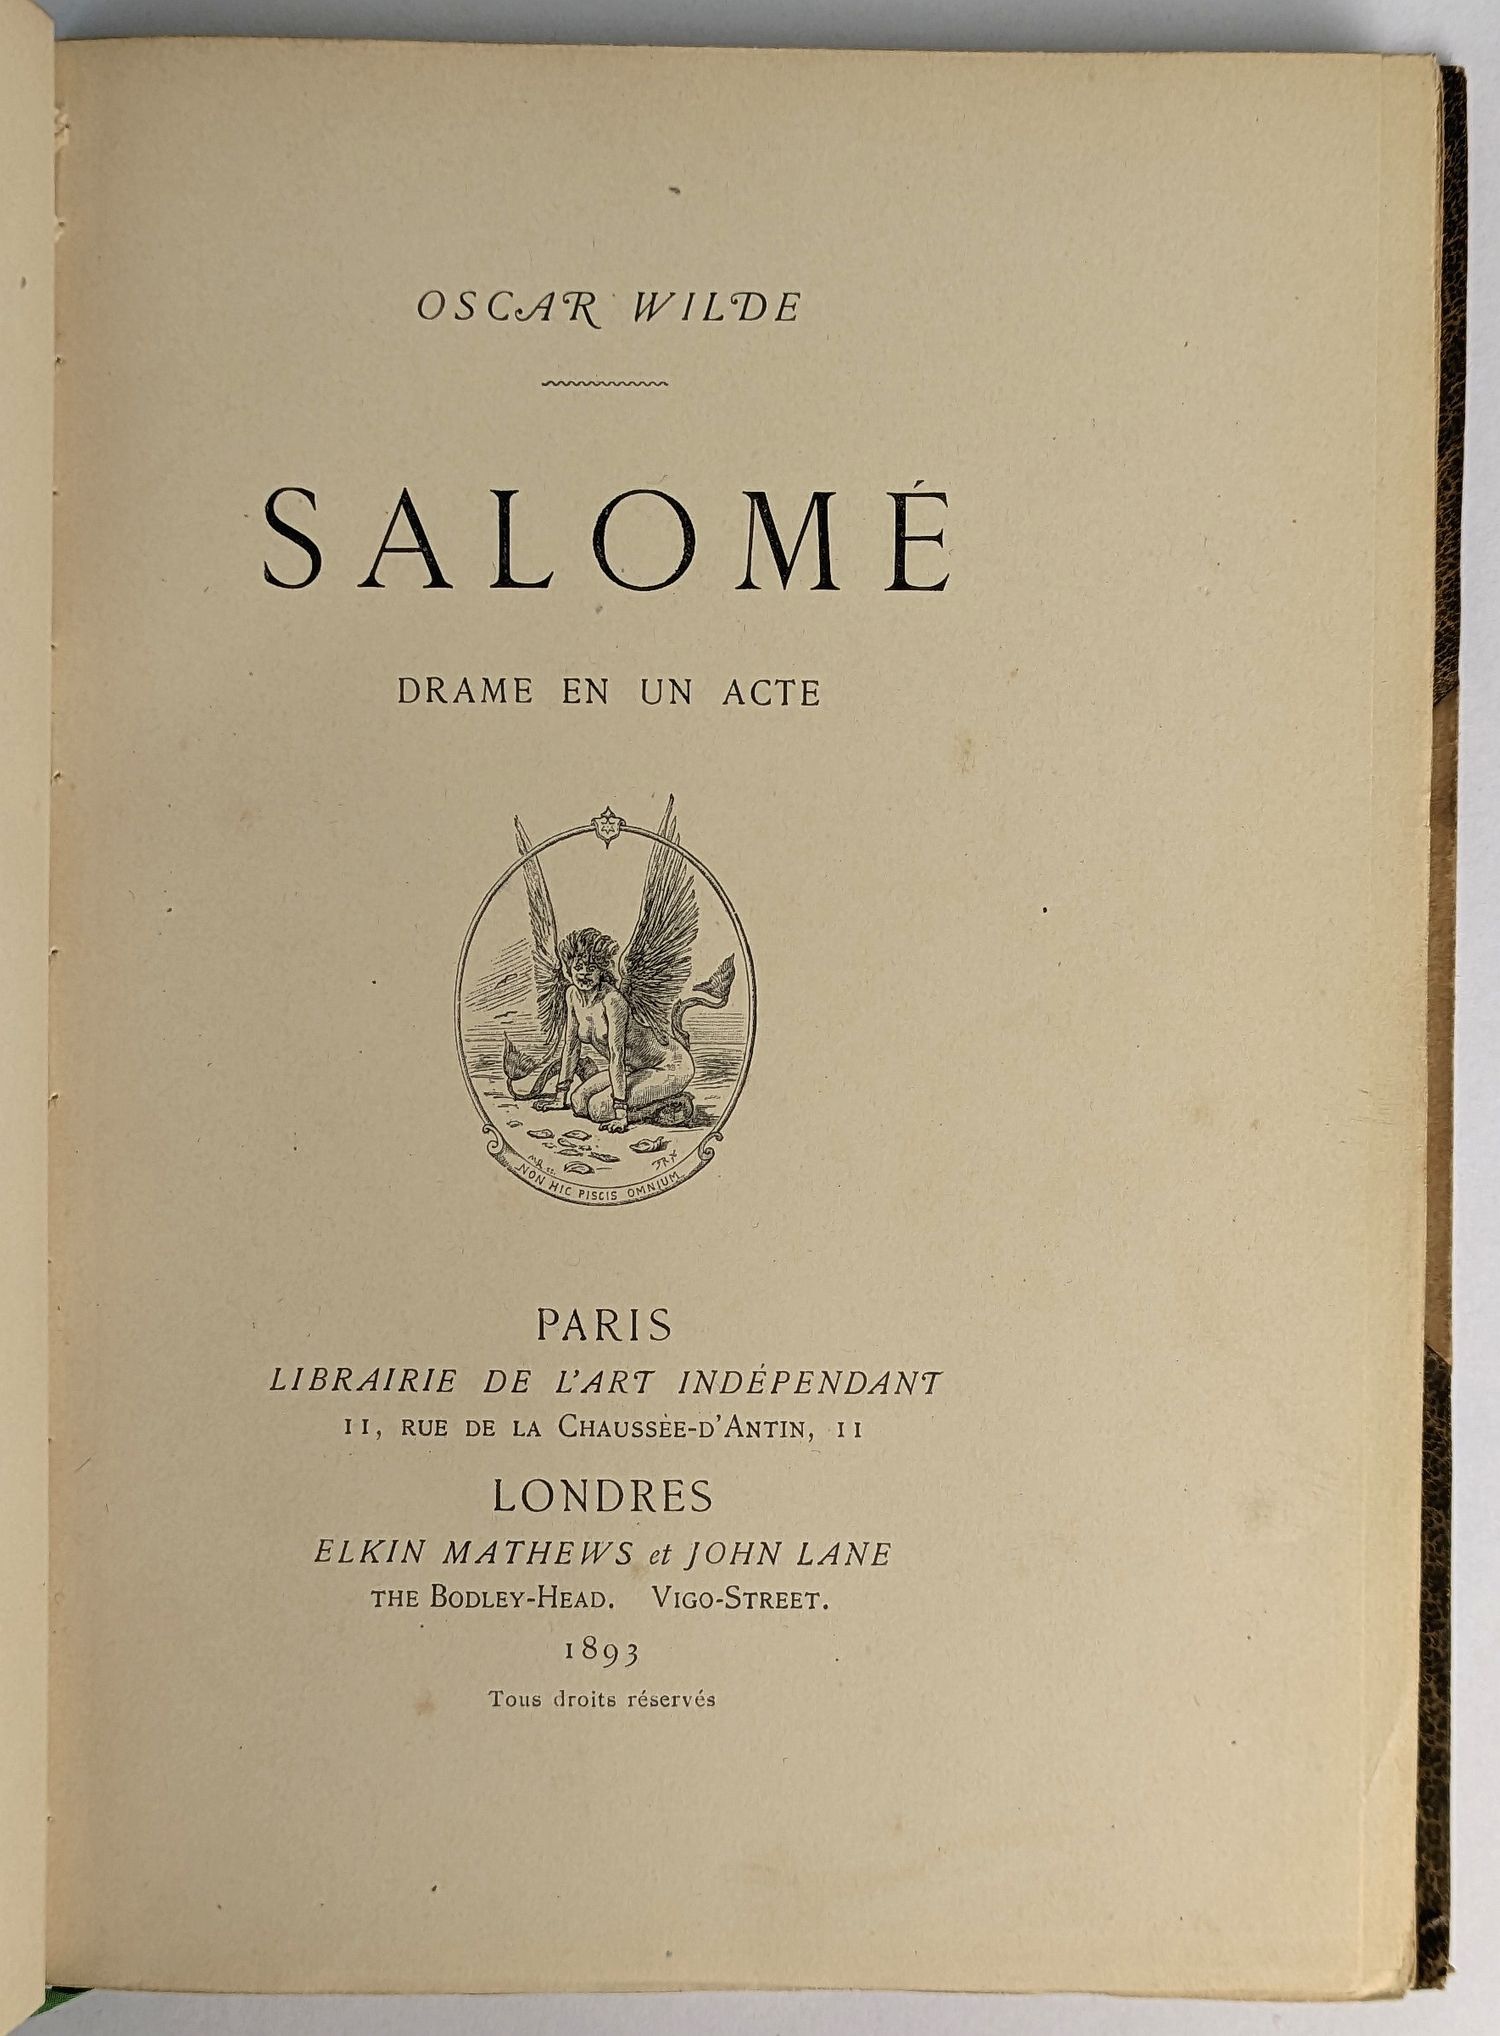 OSCAR WILDE
SALOMÉ
DRAME EN UN ACTE
NON HIC PISCIS OMNIUM
PARIS
LIBRAIRIE DE L'ART INDÉPENDANT
11, RUE DE LA CHAUSSÈE-D'ANTIN, 11
LONDRES
ELKIN MATHEWS et JOHN LANE
THE BODLEY-HEAD. VIGO-STREET.
1893
Tous droits réservés